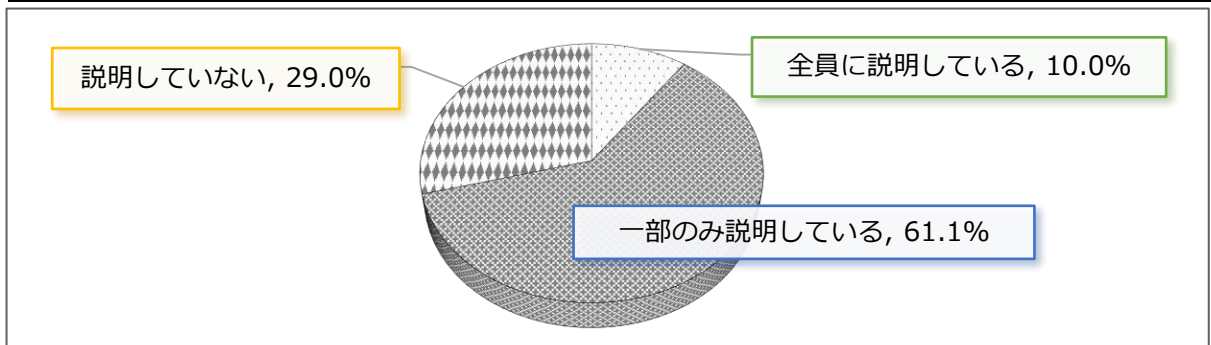 説明していない, 29.0%
全員に説明している, 10.0%
一部のみ説明している, 61.1%